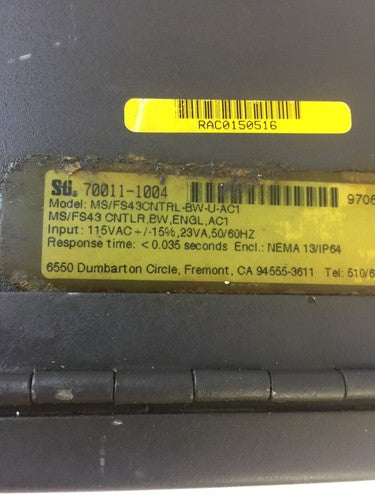 RAC0150516
STi 70011-1004
9706
Model: MS/FS43CNTRL-BW-U-AC1
MS/FS43 CNTLR,BW,ENGL,AC1
Input: 115VAC +/-15%,23VA,50/60HZ
Response time: <0.035 seconds Encl.: NEMA 13/IP64
6550 Dumbarton Circle, Fremont, CA 94555-3611 Tel: 510/6